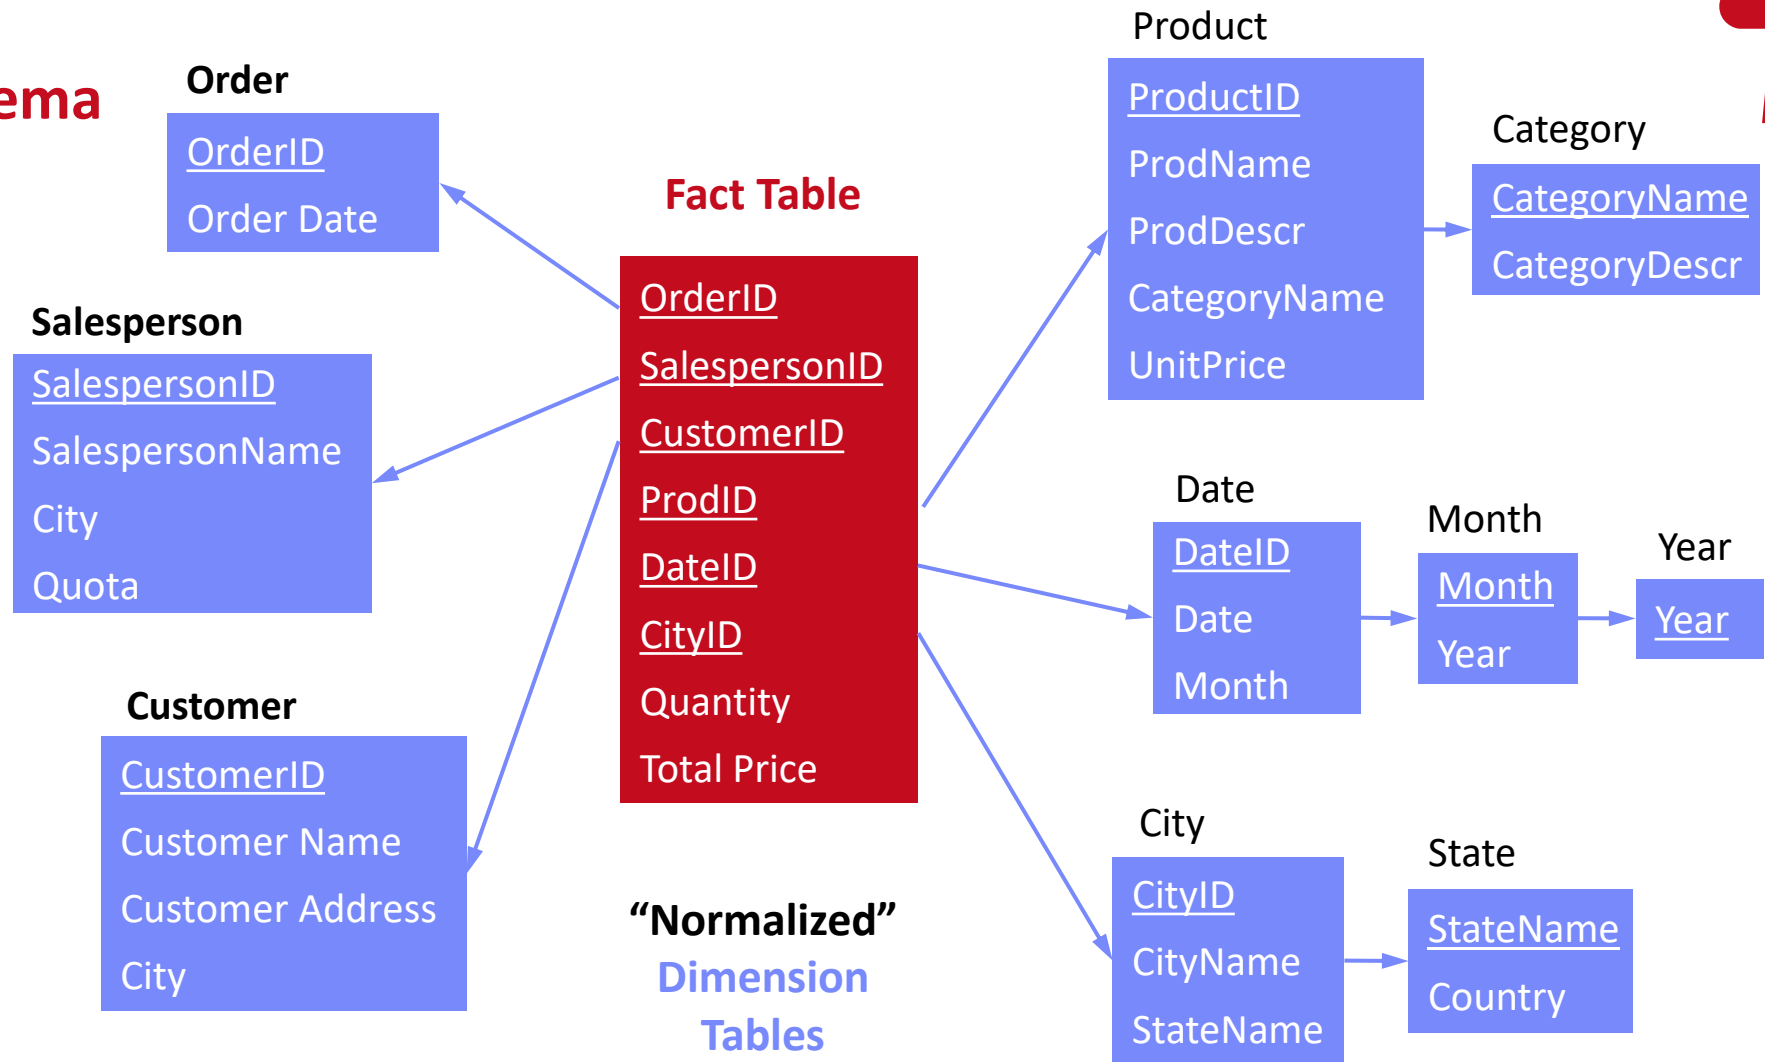 ema
Order
OrderID
Order Date
Salesperson
SalespersonID
SalespersonName
City
Quota
Customer
CustomerID
Customer Name
Customer Address
City
Fact Table
OrderID
SalespersonID
CustomerID
ProdID
DateID
CityID
Quantity
Total Price
“Normalized”
Dimension
Tables
Product
ProductID
ProdName
ProdDescr
CategoryName
UnitPrice
Category
CategoryName
CategoryDescr
Date
DateID
Date
Month
Month
Month
Year
Year
Year
City
CityID
CityName
StateName
State
StateName
Country